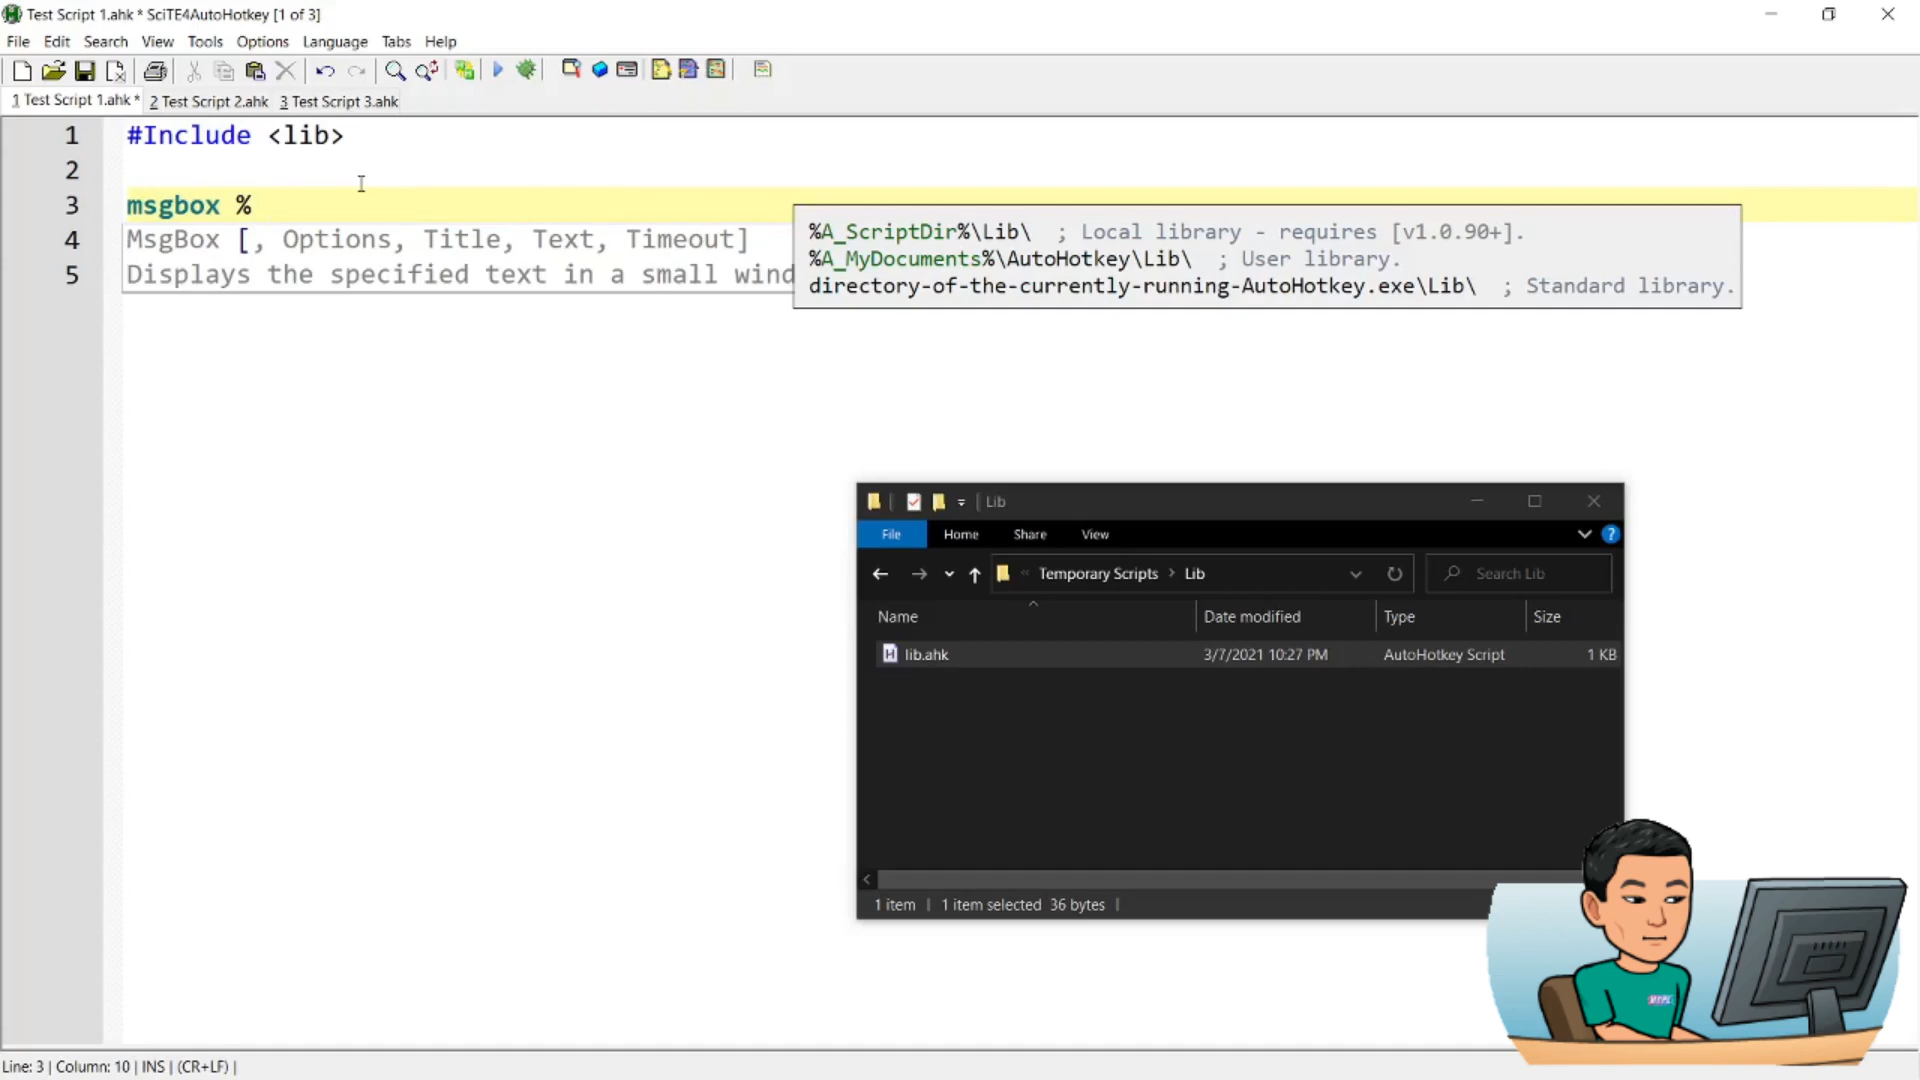 Test Script 1.ahk * SciTE4AutoHotkey [1 of 3]
File Edit Search View Tools Options Language Tabs Help
1 Test Script 1.ahk * 2 Test Script 2.ahk 3 Test Script 3.ahk
1 #Include <lib>
2
3 msgbox %
4 MsgBox [, Options, Title, Text, Timeout]
5 Displays the specified text in a small wind
%A_ScriptDir%\Lib\ ; Local library - requires [v1.0.90+].
%A_MyDocuments%\AutoHotkey\Lib\ ; User library.
directory-of-the-currently-running-AutoHotkey.exe\Lib\ ; Standard library.
Lib
File Home Share View
« Temporary Scripts > Lib
Search Lib
Name Date modified Type Size
lib.ahk 3/7/2021 10:27 PM AutoHotkey Script 1 KB
1 item | 1 item selected 36 bytes |
Line: 3 | Column: 10 | INS | (CR+LF) |